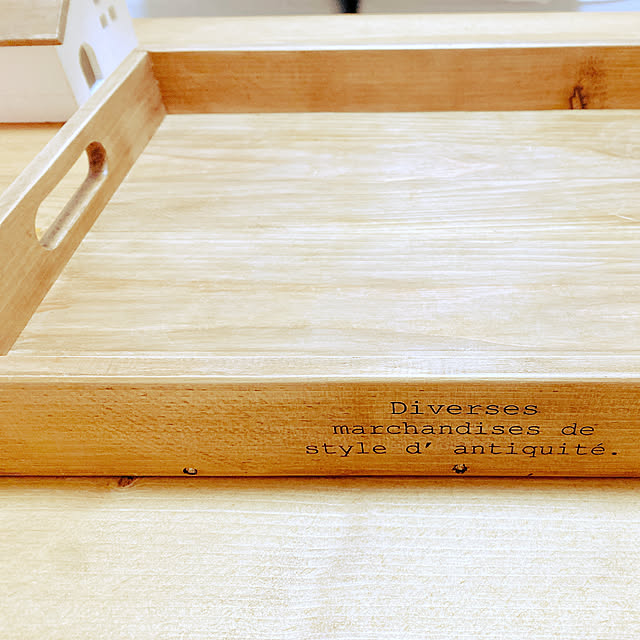 Diverses
marchandises de
style d’ antiquité.